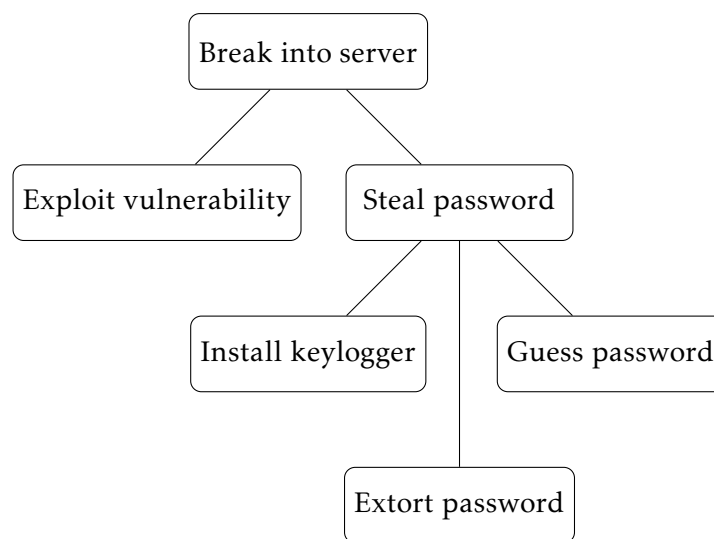 Break into server
Exploit vulnerability
Steal password
Install keylogger
Guess password
Extort password